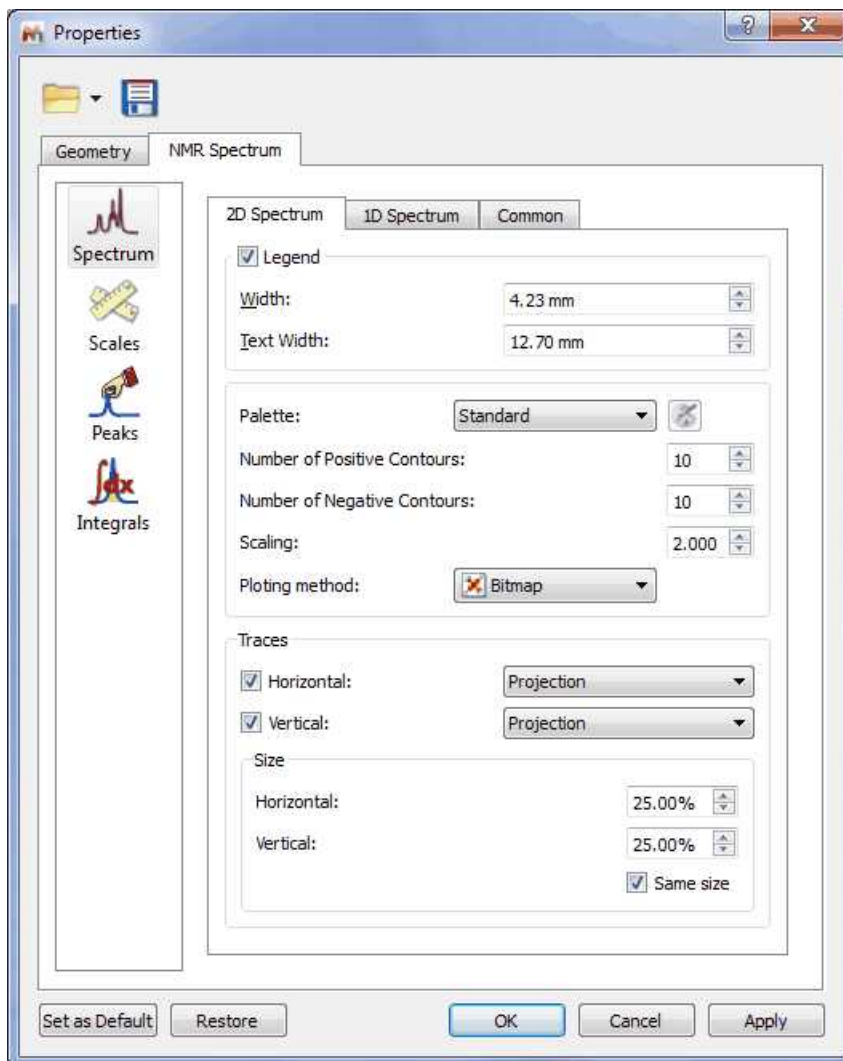 Properties
Geometry NMR Spectrum
Spectrum
Scales
Peaks
Integrals
2D Spectrum 1D Spectrum Common
Legend
Width: 4.23 mm
Text Width: 12.70 mm
Palette: Standard
Number of Positive Contours: 10
Number of Negative Contours: 10
Scaling: 2.000
Ploting method: Bitmap
Traces
Horizontal: Projection
Vertical: Projection
Size
Horizontal: 25.00%
Vertical: 25.00%
Same size
Set as Default Restore OK Cancel Apply